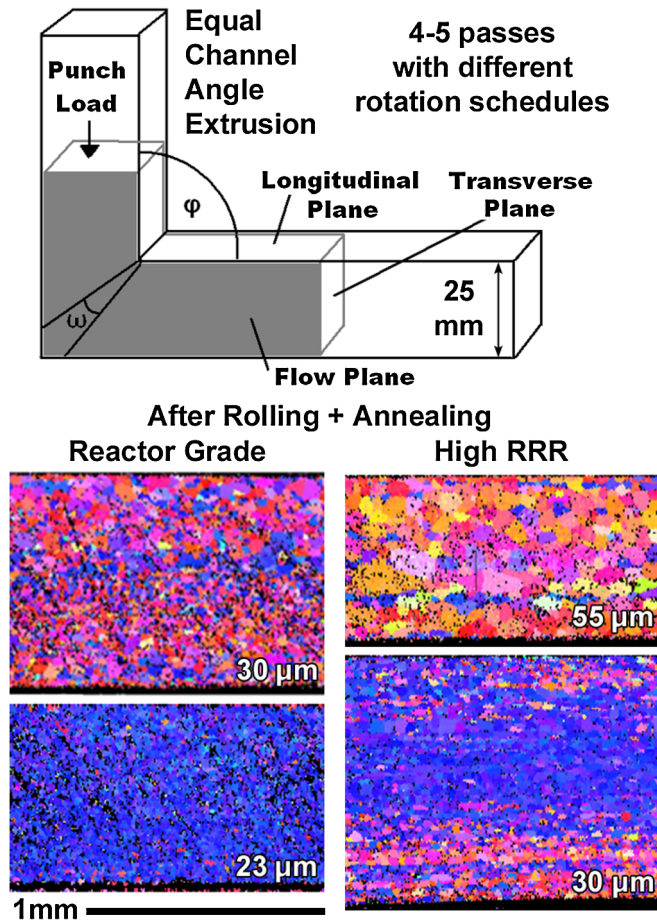 Equal
Channel
Angle
Extrusion
4-5 passes
with different
rotation schedules
Punch
Load
Longitudinal
Plane
Transverse
Plane
φ
ω
25
mm
Flow Plane
After Rolling + Annealing
Reactor Grade
High RRR
30 µm
55 µm
23 µm
30 µm
1mm